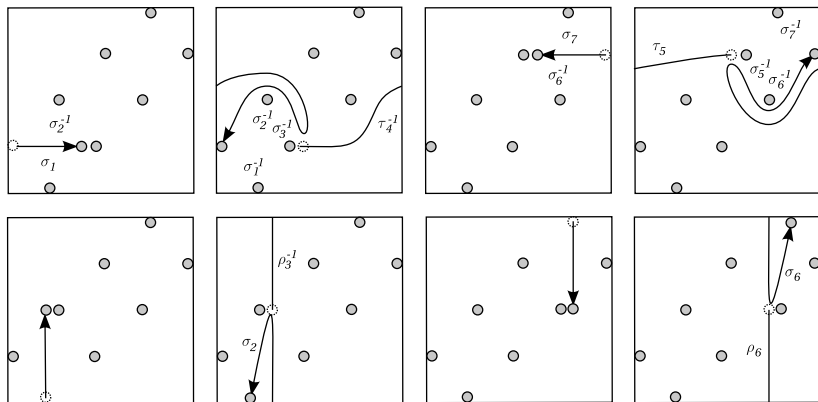 σ₂⁻¹
σ₁
σ₂⁻¹
σ₃⁻¹
τ₄⁻¹
σ₁⁻¹
σ₇
σ₆⁻¹
τ₅
σ₇⁻¹
σ₅⁻¹
σ₆⁻¹
ρ₃⁻¹
σ₂
σ₆
ρ₆